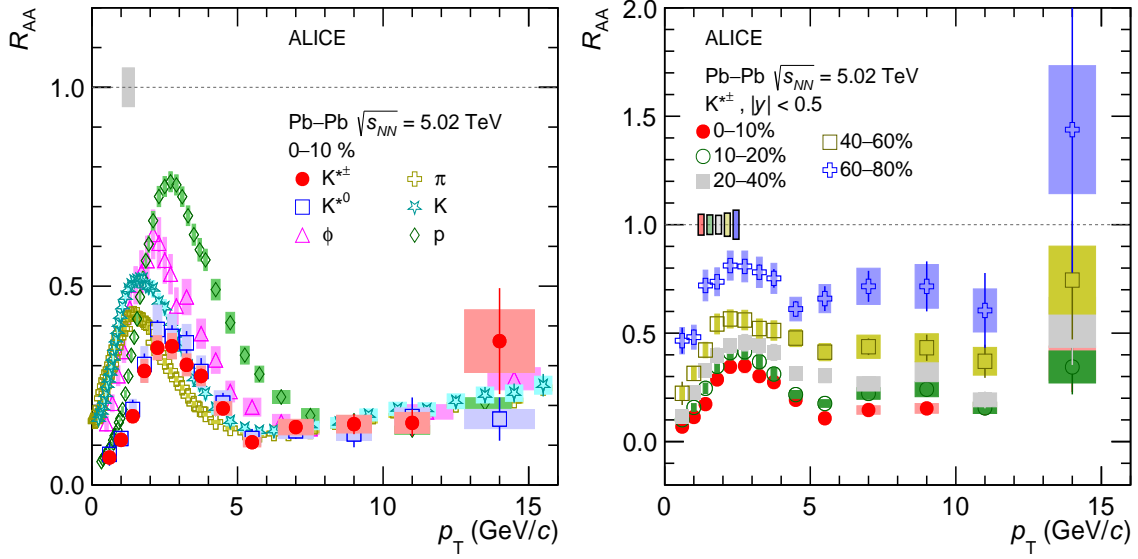 R_AA
ALICE
1.0
Pb–Pb √s_NN = 5.02 TeV
0–10 %
K*± π
K*0 K
ϕ p
0.5
0.0
0 5 10 15
p_T (GeV/c)
R_AA
2.0
ALICE
Pb–Pb √s_NN = 5.02 TeV
K*± , |y| < 0.5
0–10% 40–60%
10–20% 60–80%
20–40%
1.5
1.0
0.5
0.0
0 5 10 15
p_T (GeV/c)